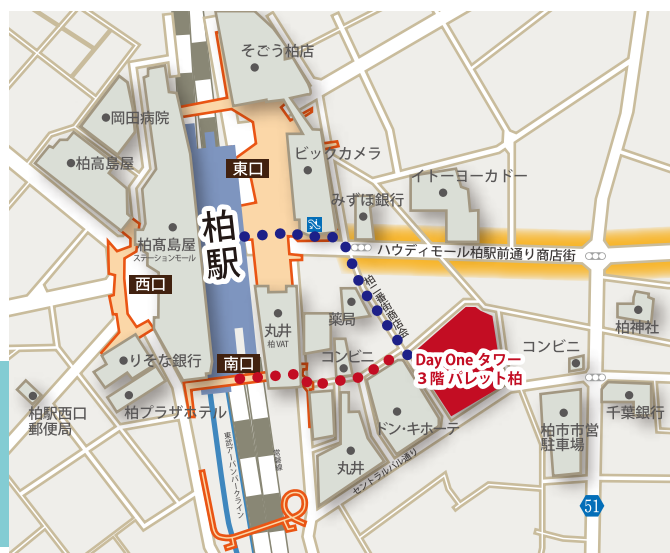 そごう柏店
岡田病院
ビックカメラ
柏高島屋
東口
イトーヨーカドー
みずほ銀行
柏駅
柏髙島屋
ステーションモール
ハウディモール柏駅前通り商店街
西口
柏二番街商店会
丸井
柏VAT
薬局
柏神社
りそな銀行
南口
コンビニ
Day One タワー
3階 パレット柏
コンビニ
柏駅西口
郵便局
柏プラザホテル
ドン・キホーテ
柏市市営
駐車場
千葉銀行
東武アーバンパークライン
常磐線
丸井
セントラルパル通り
51